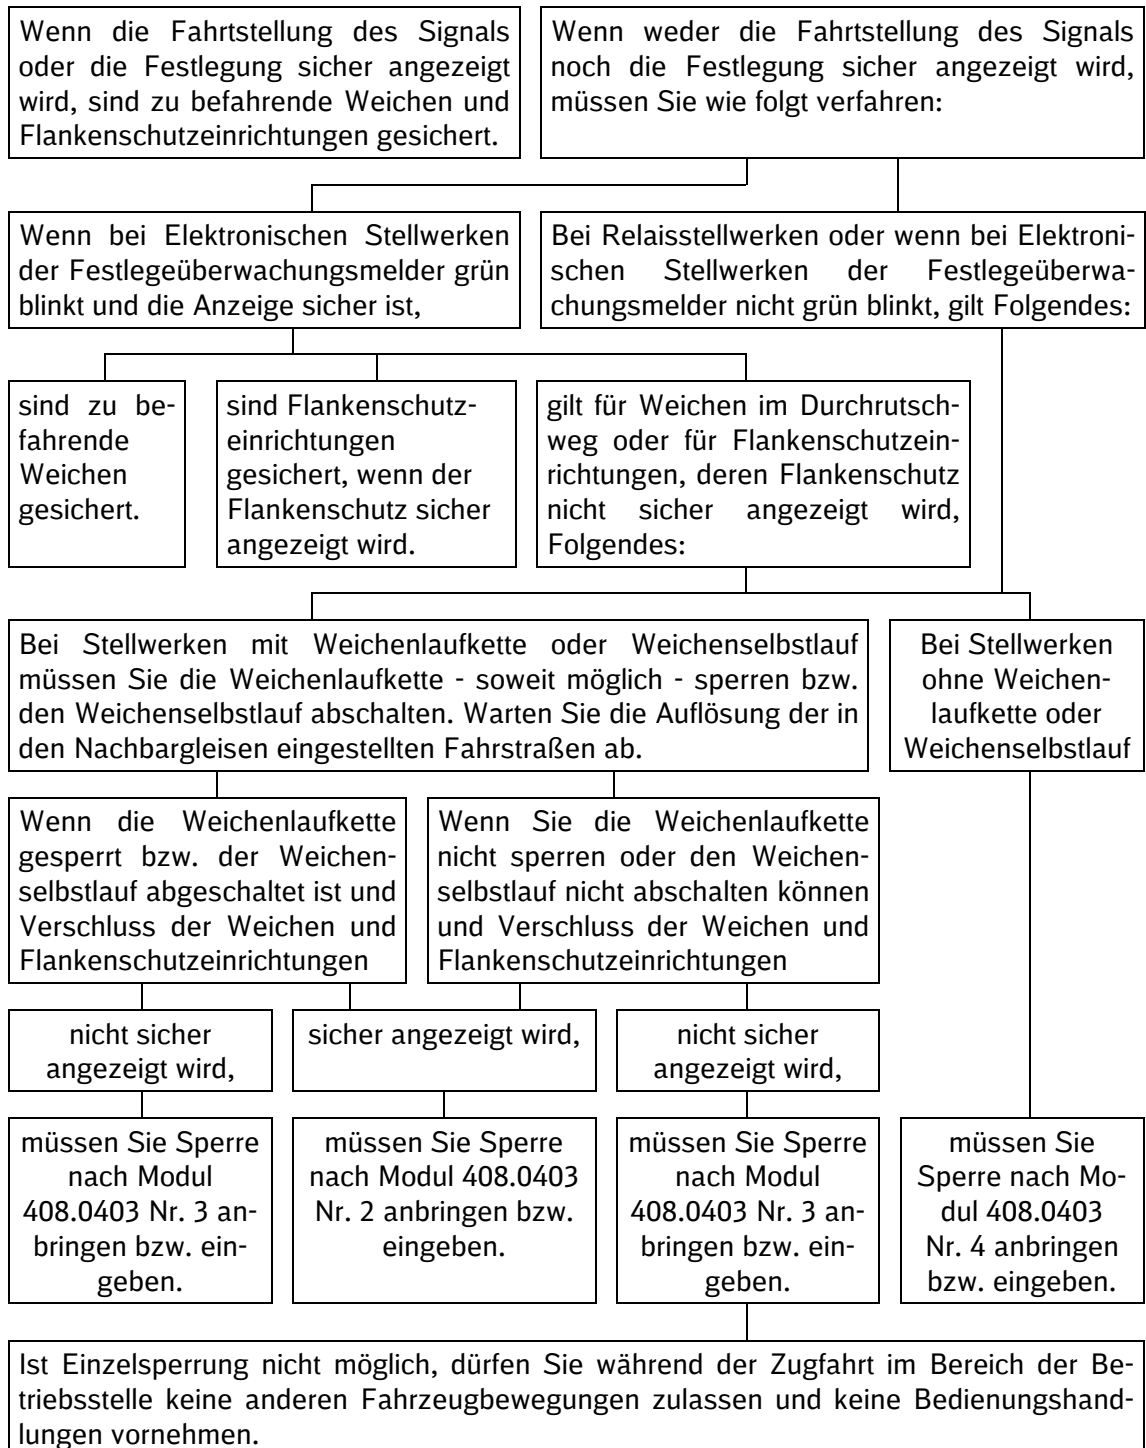 Wenn die Fahrtstellung des Signals
oder die Festlegung sicher angezeigt
wird, sind zu befahrende Weichen und
Flankenschutzeinrichtungen gesichert.
Wenn weder die Fahrtstellung des Signals
noch die Festlegung sicher angezeigt wird,
müssen Sie wie folgt verfahren:
Wenn bei Elektronischen Stellwerken
der Festlegeüberwachungsmelder grün
blinkt und die Anzeige sicher ist,
Bei Relaisstellwerken oder wenn bei Elektroni-
schen Stellwerken der Festlegeüberwa-
chungsmelder nicht grün blinkt, gilt Folgendes:
sind zu be-
fahrende
Weichen
gesichert.
sind Flankenschutz-
einrichtungen
gesichert, wenn der
Flankenschutz sicher
angezeigt wird.
gilt für Weichen im Durchrutsch-
weg oder für Flankenschutzein-
richtungen, deren Flankenschutz
nicht sicher angezeigt wird,
Folgendes:
Bei Stellwerken mit Weichenlaufkette oder Weichenselbstlauf
müssen Sie die Weichenlaufkette - soweit möglich - sperren bzw.
den Weichenselbstlauf abschalten. Warten Sie die Auflösung der in
den Nachbargleisen eingestellten Fahrstraßen ab.
Bei Stellwerken
ohne Weichen-
laufkette oder
Weichenselbstlauf
Wenn die Weichenlaufkette
gesperrt bzw. der Weichen-
selbstlauf abgeschaltet ist und
Verschluss der Weichen und
Flankenschutzeinrichtungen
Wenn Sie die Weichenlaufkette
nicht sperren oder den Weichen-
selbstlauf nicht abschalten können
und Verschluss der Weichen und
Flankenschutzeinrichtungen
nicht sicher
angezeigt wird,
sicher angezeigt wird,
nicht sicher
angezeigt wird,
müssen Sie Sperre
nach Modul
408.0403 Nr. 3 an-
bringen bzw. ein-
geben.
müssen Sie Sperre
nach Modul 408.0403
Nr. 2 anbringen bzw.
eingeben.
müssen Sie Sperre
nach Modul
408.0403 Nr. 3 an-
bringen bzw. ein-
geben.
müssen Sie
Sperre nach Mo-
dul 408.0403
Nr. 4 anbringen
bzw. eingeben.
Ist Einzelsperrung nicht möglich, dürfen Sie während der Zugfahrt im Bereich der Be-
triebsstelle keine anderen Fahrzeugbewegungen zulassen und keine Bedienungshand-
lungen vornehmen.